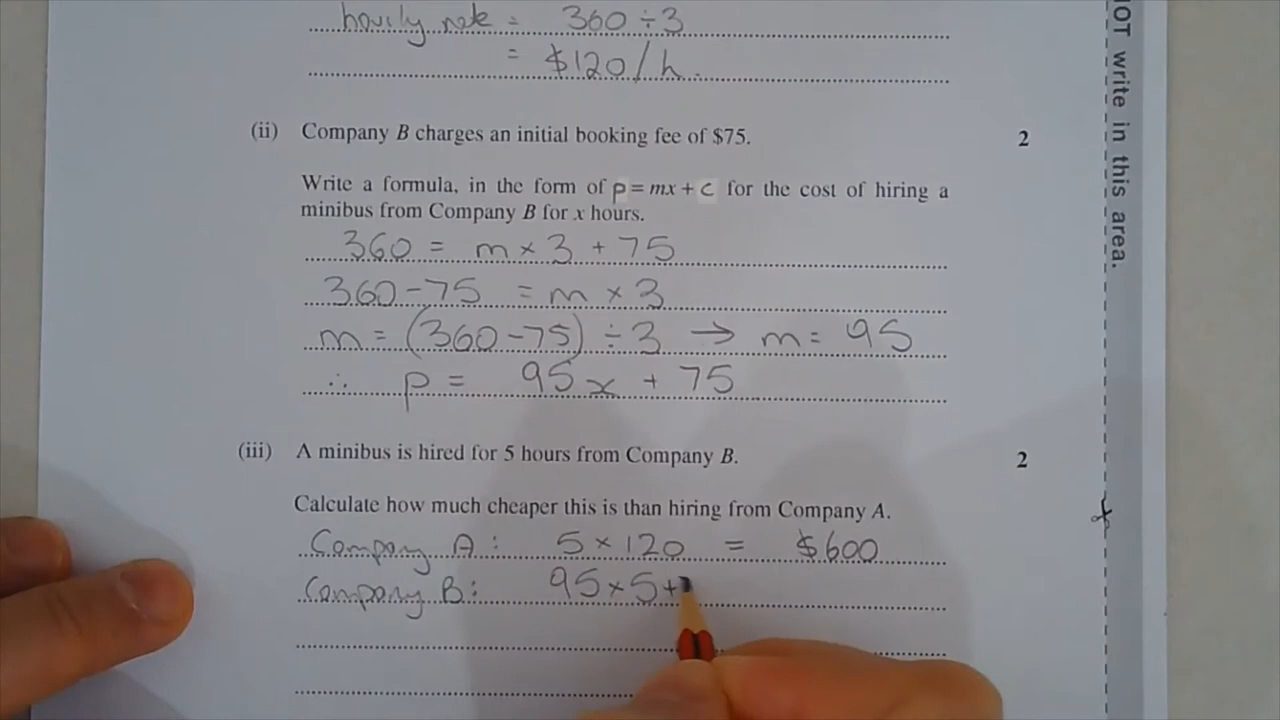 hourly rate = 360 ÷ 3
= $120/h.
(ii) Company B charges an initial booking fee of $75. 2
Write a formula, in the form of p = mx + c for the cost of hiring a
minibus from Company B for x hours.
360 = m × 3 + 75
360 - 75 = m × 3
m = (360 - 75) ÷ 3 → m = 95
∴ p = 95x + 75
(iii) A minibus is hired for 5 hours from Company B. 2
Calculate how much cheaper this is than hiring from Company A.
Company A: 5 × 120 = $600
Company B: 95 × 5 +
OT write in this area.